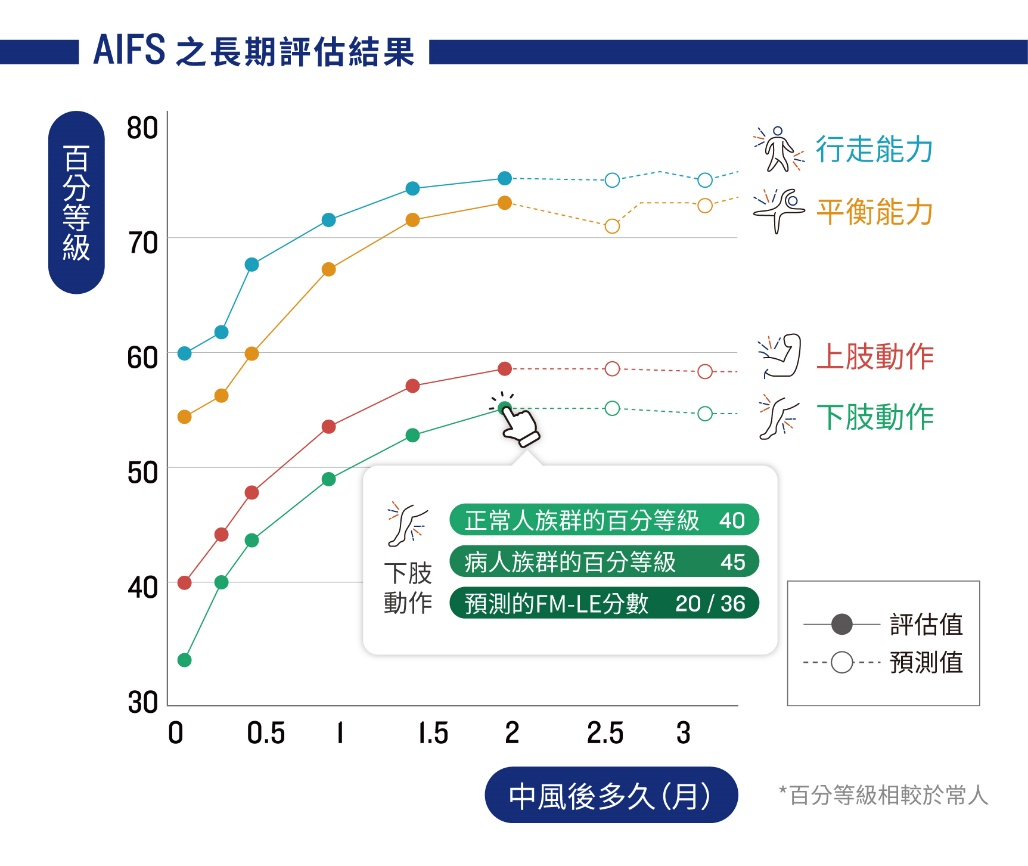 AIFS 之長期評估結果
百分等級
80
70
60
50
40
30
行走能力
平衡能力
上肢動作
下肢動作
下肢
動作
正常人族群的百分等級 40
病人族群的百分等級 45
預測的FM-LE分數 20 / 36
評估值
預測值
0 0.5 1 1.5 2 2.5 3
中風後多久(月)
*百分等級相較於常人